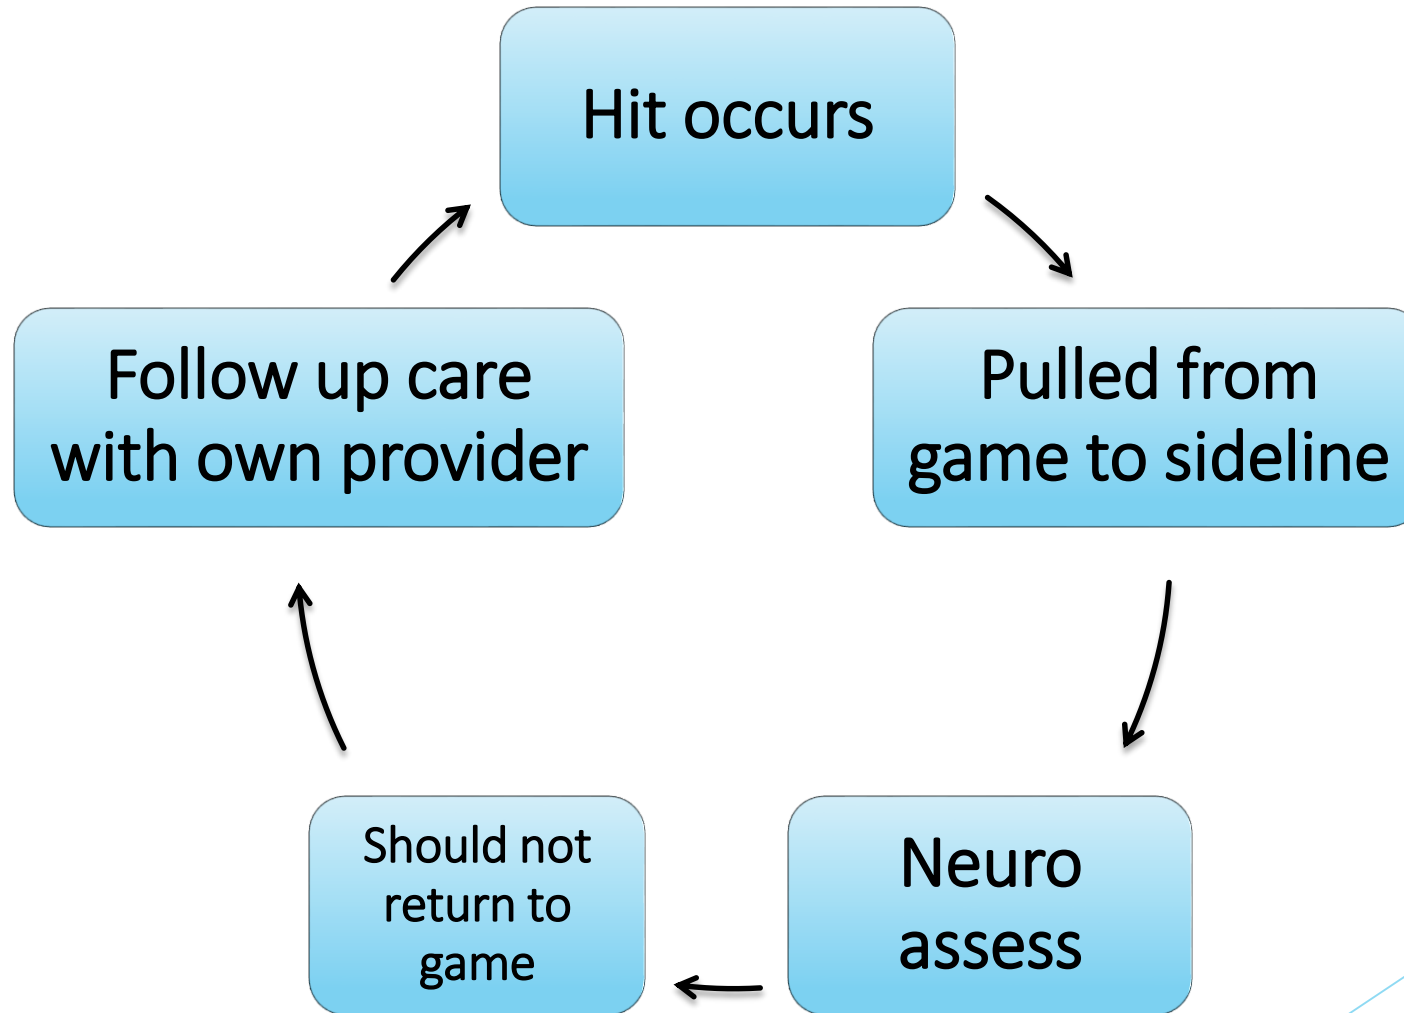 Hit occurs
Pulled from
game to sideline
Neuro
assess
Should not
return to
game
Follow up care
with own provider